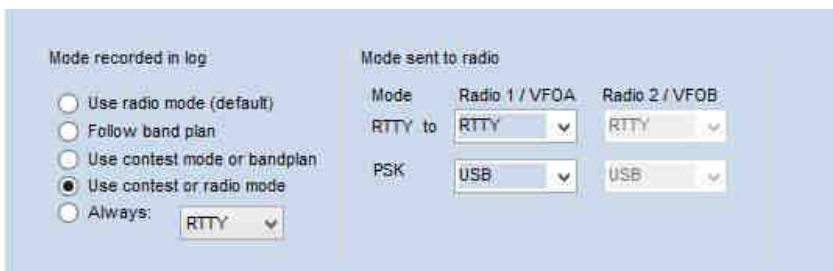 Mode recorded in log
Use radio mode (default)
Follow band plan
Use contest mode or bandplan
Use contest or radio mode
Always: RTTY
Mode sent to radio
Mode Radio 1 / VFOA Radio 2 / VFOB
RTTY to RTTY RTTY
PSK USB USB